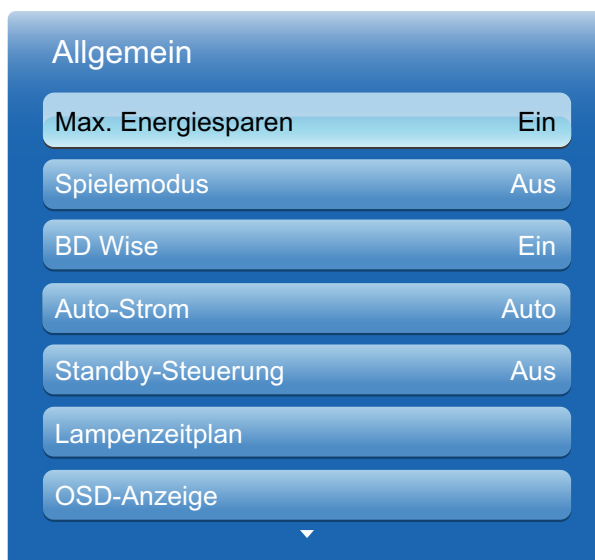 Allgemein
Max. Energiesparen Ein
Spielemodus Aus
BD Wise Ein
Auto-Strom Auto
Standby-Steuerung Aus
Lampenzeitplan
OSD-Anzeige